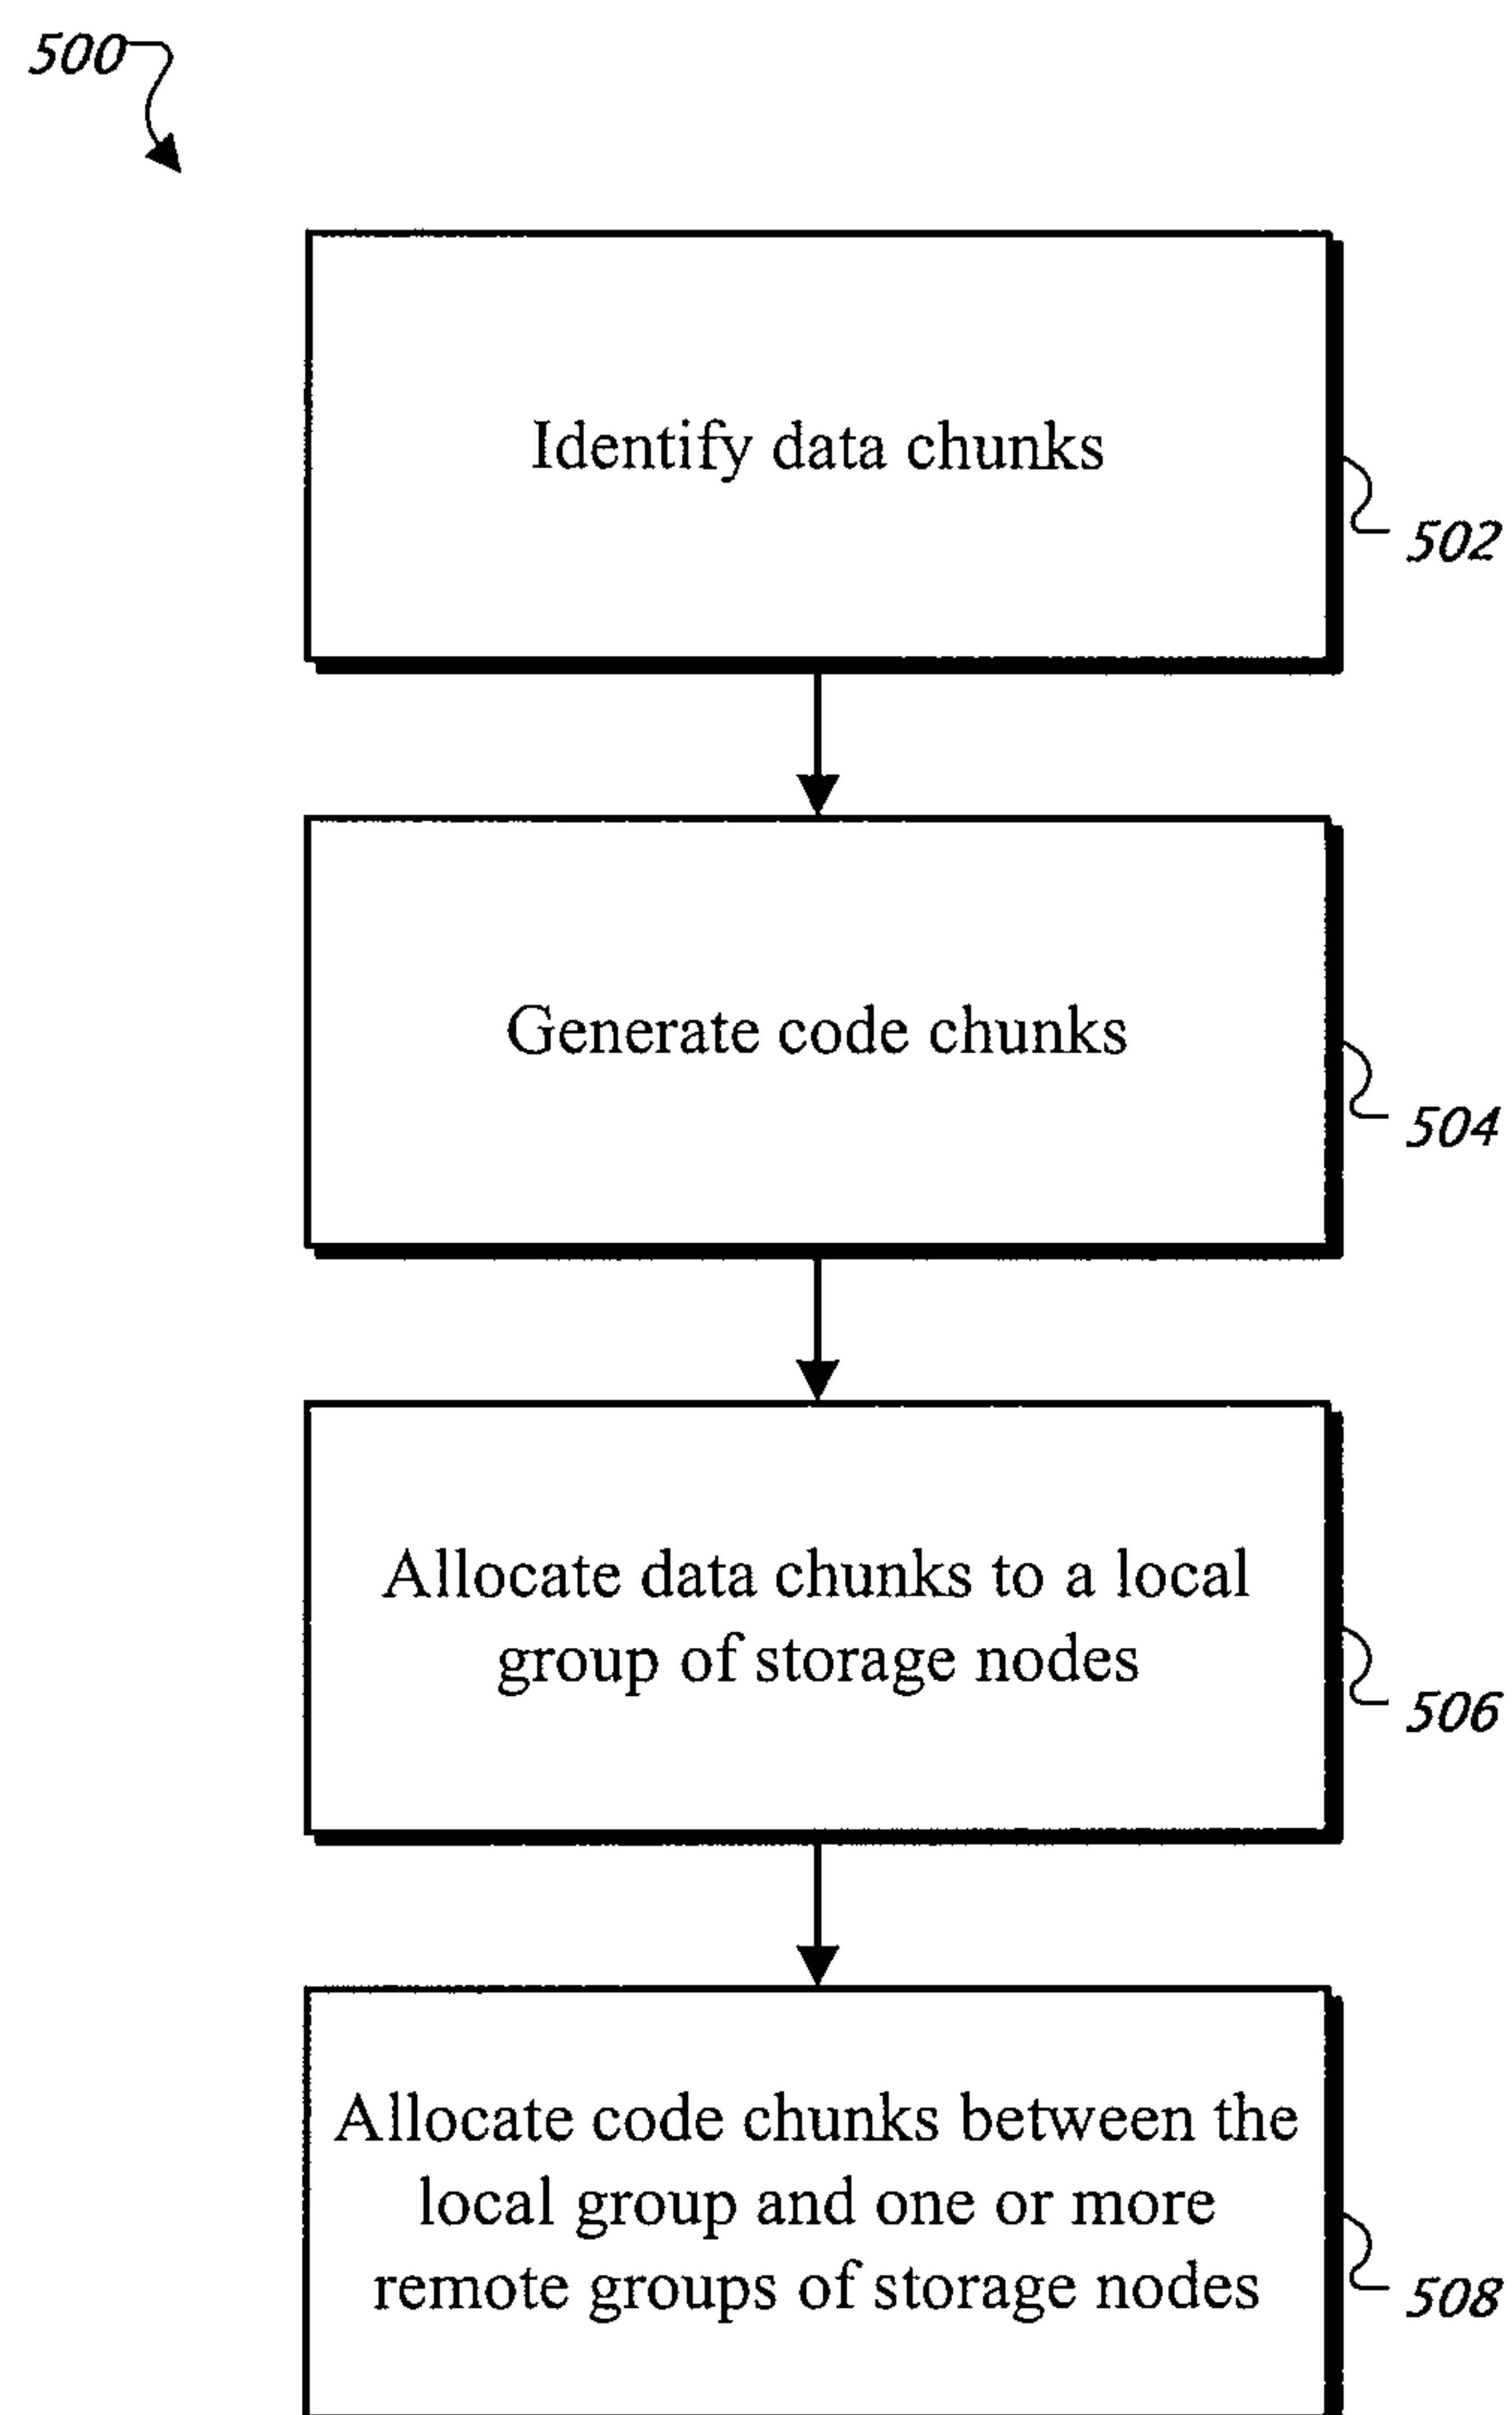 500
Identify data chunks
502
Generate code chunks
504
Allocate data chunks to a local
group of storage nodes
506
Allocate code chunks between the
local group and one or more
remote groups of storage nodes
508